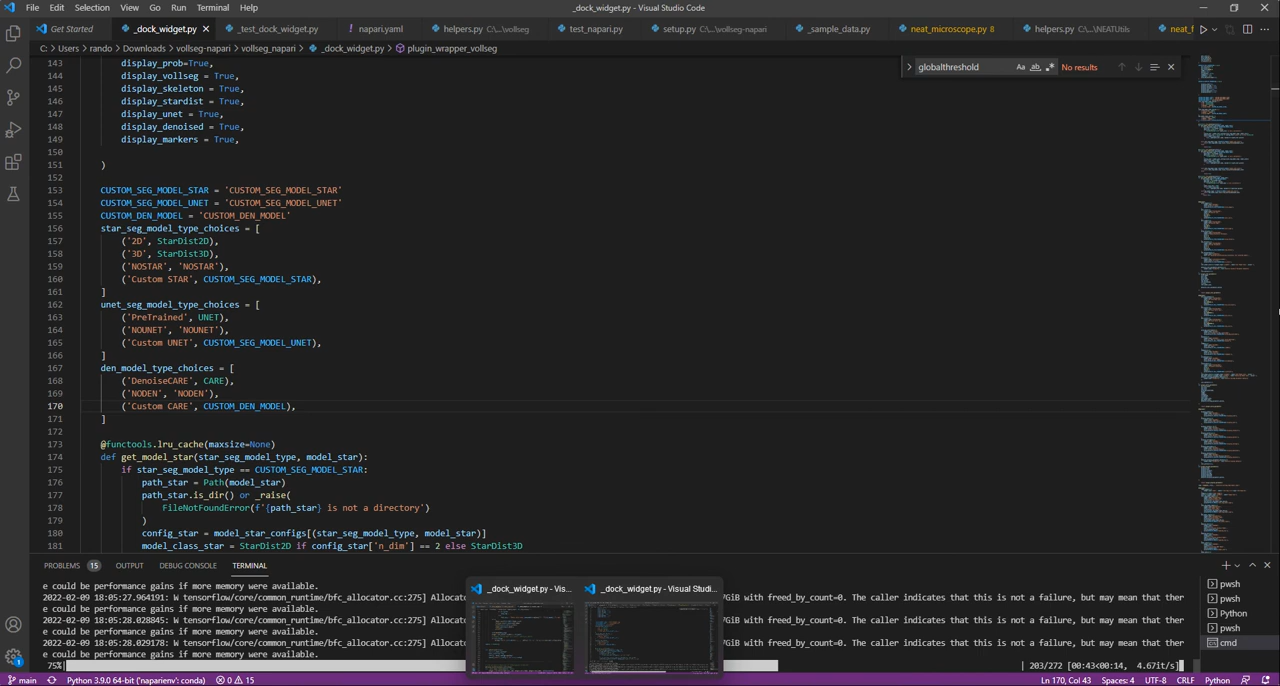 File Edit Selection View Go Run Terminal Help
_dock_widget.py - Visual Studio Code
Get Started
_dock_widget.py
_test_dock_widget.py
napari.yaml
helpers.py C:\...\vollseg
test_napari.py
setup.py C:\...\vollseg-napari
_sample_data.py
neat_microscope.py 8
helpers.py C:\...\NEATUtils
neat_f
C: > Users > rando > Downloads > vollseg-napari > vollseg_napari > _dock_widget.py > plugin_wrapper_vollseg
globalthreshold
Aa ab .*
No results
143 display_prob=True,
144 display_vollseg = True,
145 display_skeleton = True,
146 display_stardist = True,
147 display_unet = True,
148 display_denoised = True,
149 display_markers = True,
150
151 )
152
153 CUSTOM_SEG_MODEL_STAR = 'CUSTOM_SEG_MODEL_STAR'
154 CUSTOM_SEG_MODEL_UNET = 'CUSTOM_SEG_MODEL_UNET'
155 CUSTOM_DEN_MODEL = 'CUSTOM_DEN_MODEL'
156 star_seg_model_type_choices = [
157 ('2D', StarDist2D),
158 ('3D', StarDist3D),
159 ('NOSTAR', 'NOSTAR'),
160 ('Custom STAR', CUSTOM_SEG_MODEL_STAR),
161 ]
162 unet_seg_model_type_choices = [
163 ('PreTrained', UNET),
164 ('NOUNET', 'NOUNET'),
165 ('Custom UNET', CUSTOM_SEG_MODEL_UNET),
166 ]
167 den_model_type_choices = [
168 ('DenoiseCARE', CARE),
169 ('NODEN', 'NODEN'),
170 ('Custom CARE', CUSTOM_DEN_MODEL),
171 ]
172
173 @functools.lru_cache(maxsize=None)
174 def get_model_star(star_seg_model_type, model_star):
175 if star_seg_model_type == CUSTOM_SEG_MODEL_STAR:
176 path_star = Path(model_star)
177 path_star.is_dir() or _raise(
178 FileNotFoundError(f'{path_star} is not a directory')
179 )
180 config_star = model_star_configs[(star_seg_model_type, model_star)]
181 model_class_star = StarDist2D if config_star['n_dim'] == 2 else StarDist3D
PROBLEMS 15 OUTPUT DEBUG CONSOLE TERMINAL
e could be performance gains if more memory were available.
2022-02-09 18:05:27.964191: W tensorflow/core/common_runtime/bfc_allocator.cc:275] Allocat GiB with freed_by_count=0. The caller indicates that this is not a failure, but may mean that ther
e could be performance gains if more memory were available.
2022-02-09 18:05:28.028845: W tensorflow/core/common_runtime/bfc_allocator.cc:275] Allocat GiB with freed_by_count=0. The caller indicates that this is not a failure, but may mean that ther
e could be performance gains if more memory were available.
2022-02-09 18:05:28.029178: W tensorflow/core/common_runtime/bfc_allocator.cc:275] Allocat GiB with freed_by_count=0. The caller indicates that this is not a failure, but may mean that ther
e could be performance gains if more memory were available.
75%| | 203/272 [00:43<00:14, 4.67it/s]
_dock_widget.py - Vis...
_dock_widget.py - Visual Studi...
pwsh
pwsh
Python
pwsh
cmd
1
main Python 3.9.0 64-bit ('naparienv': conda) 0 15
Ln 170, Col 43 Spaces: 4 UTF-8 CRLF Python